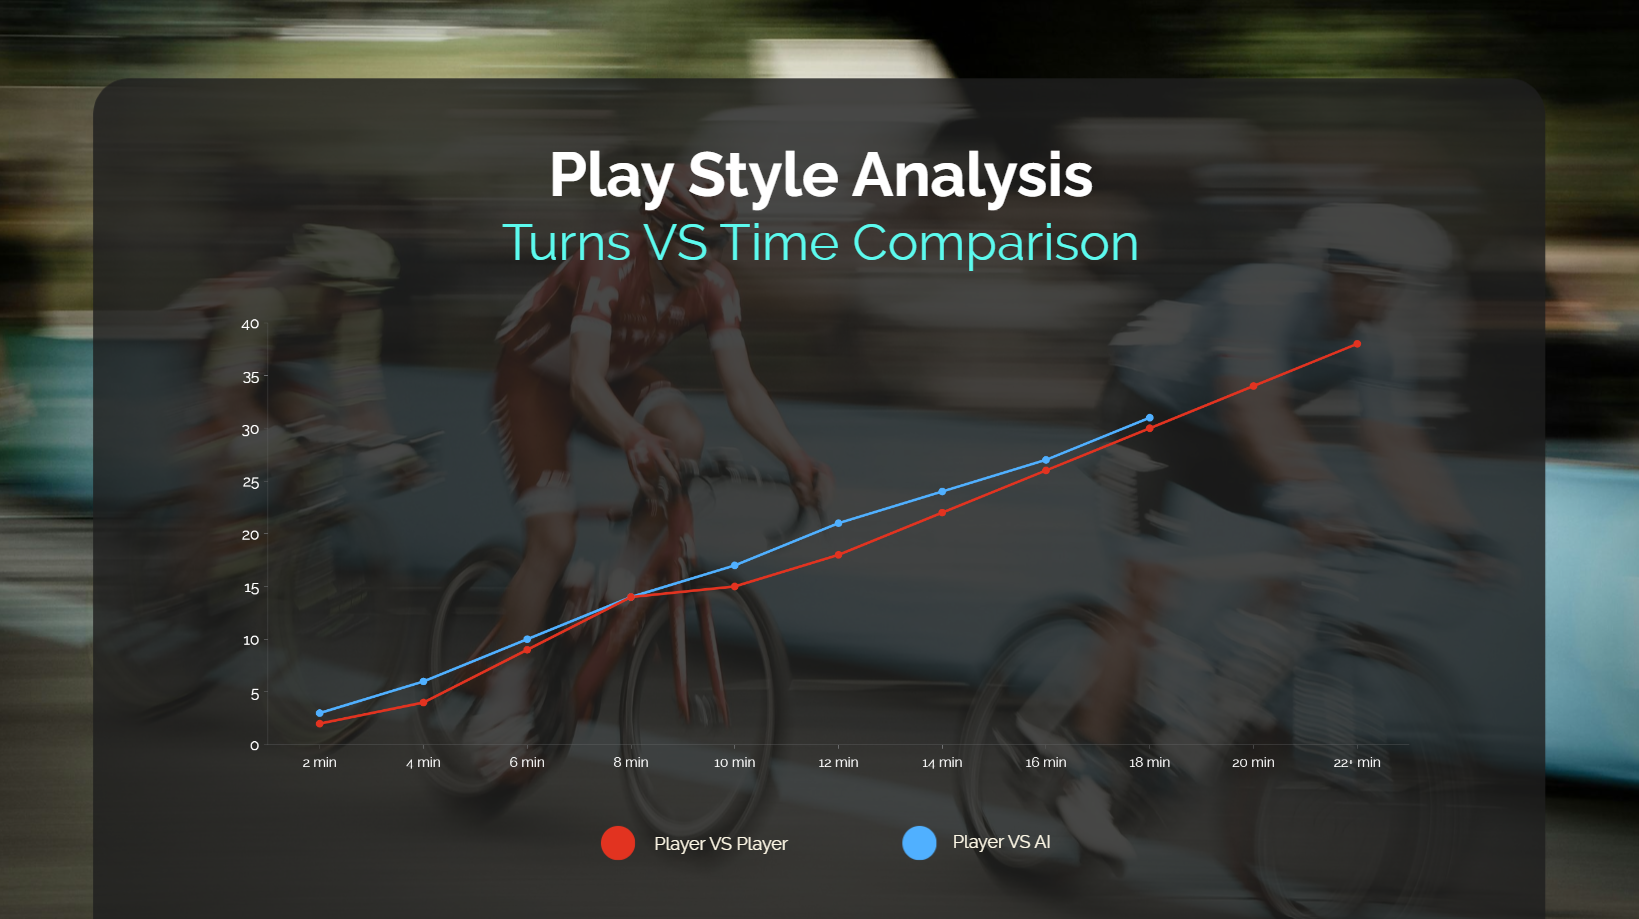 Play Style Analysis
Turns VS Time Comparison
40
35
30
25
20
15
10
5
0
2 min 4 min 6 min 8 min 10 min 12 min 14 min 16 min 18 min 20 min 22+ min
Player VS Player Player VS AI